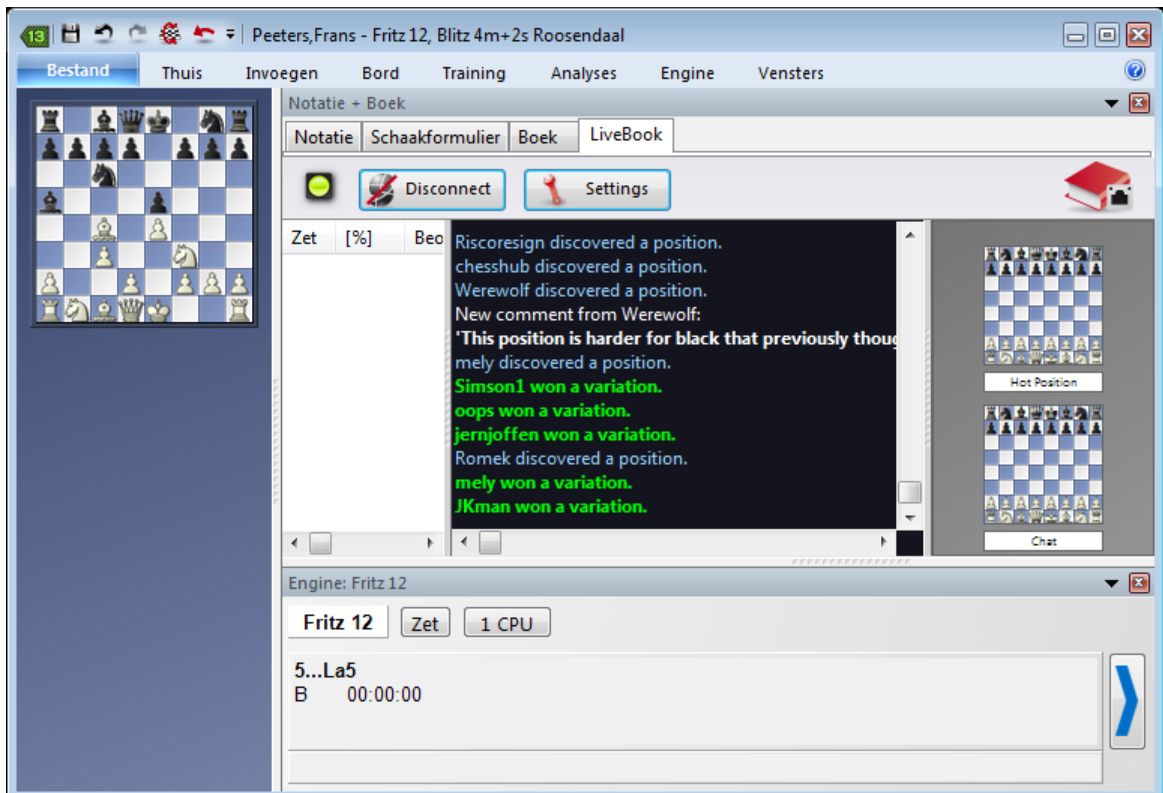 13 Peeters,Frans - Fritz 12, Blitz 4m+2s Roosendaal
Bestand Thuis Invoegen Bord Training Analyses Engine Vensters
Notatie + Boek
Notatie Schaakformulier Boek LiveBook
Disconnect Settings
Zet [%] Beo
Riscoresign discovered a position.
chesshub discovered a position.
Werewolf discovered a position.
New comment from Werewolf:
'This position is harder for black that previously thoug
mely discovered a position.
Simson1 won a variation.
oops won a variation.
jernjoffen won a variation.
Romek discovered a position.
mely won a variation.
JKman won a variation.
Hot Position
Chat
Engine: Fritz 12
Fritz 12 Zet 1 CPU
5...La5
B 00:00:00